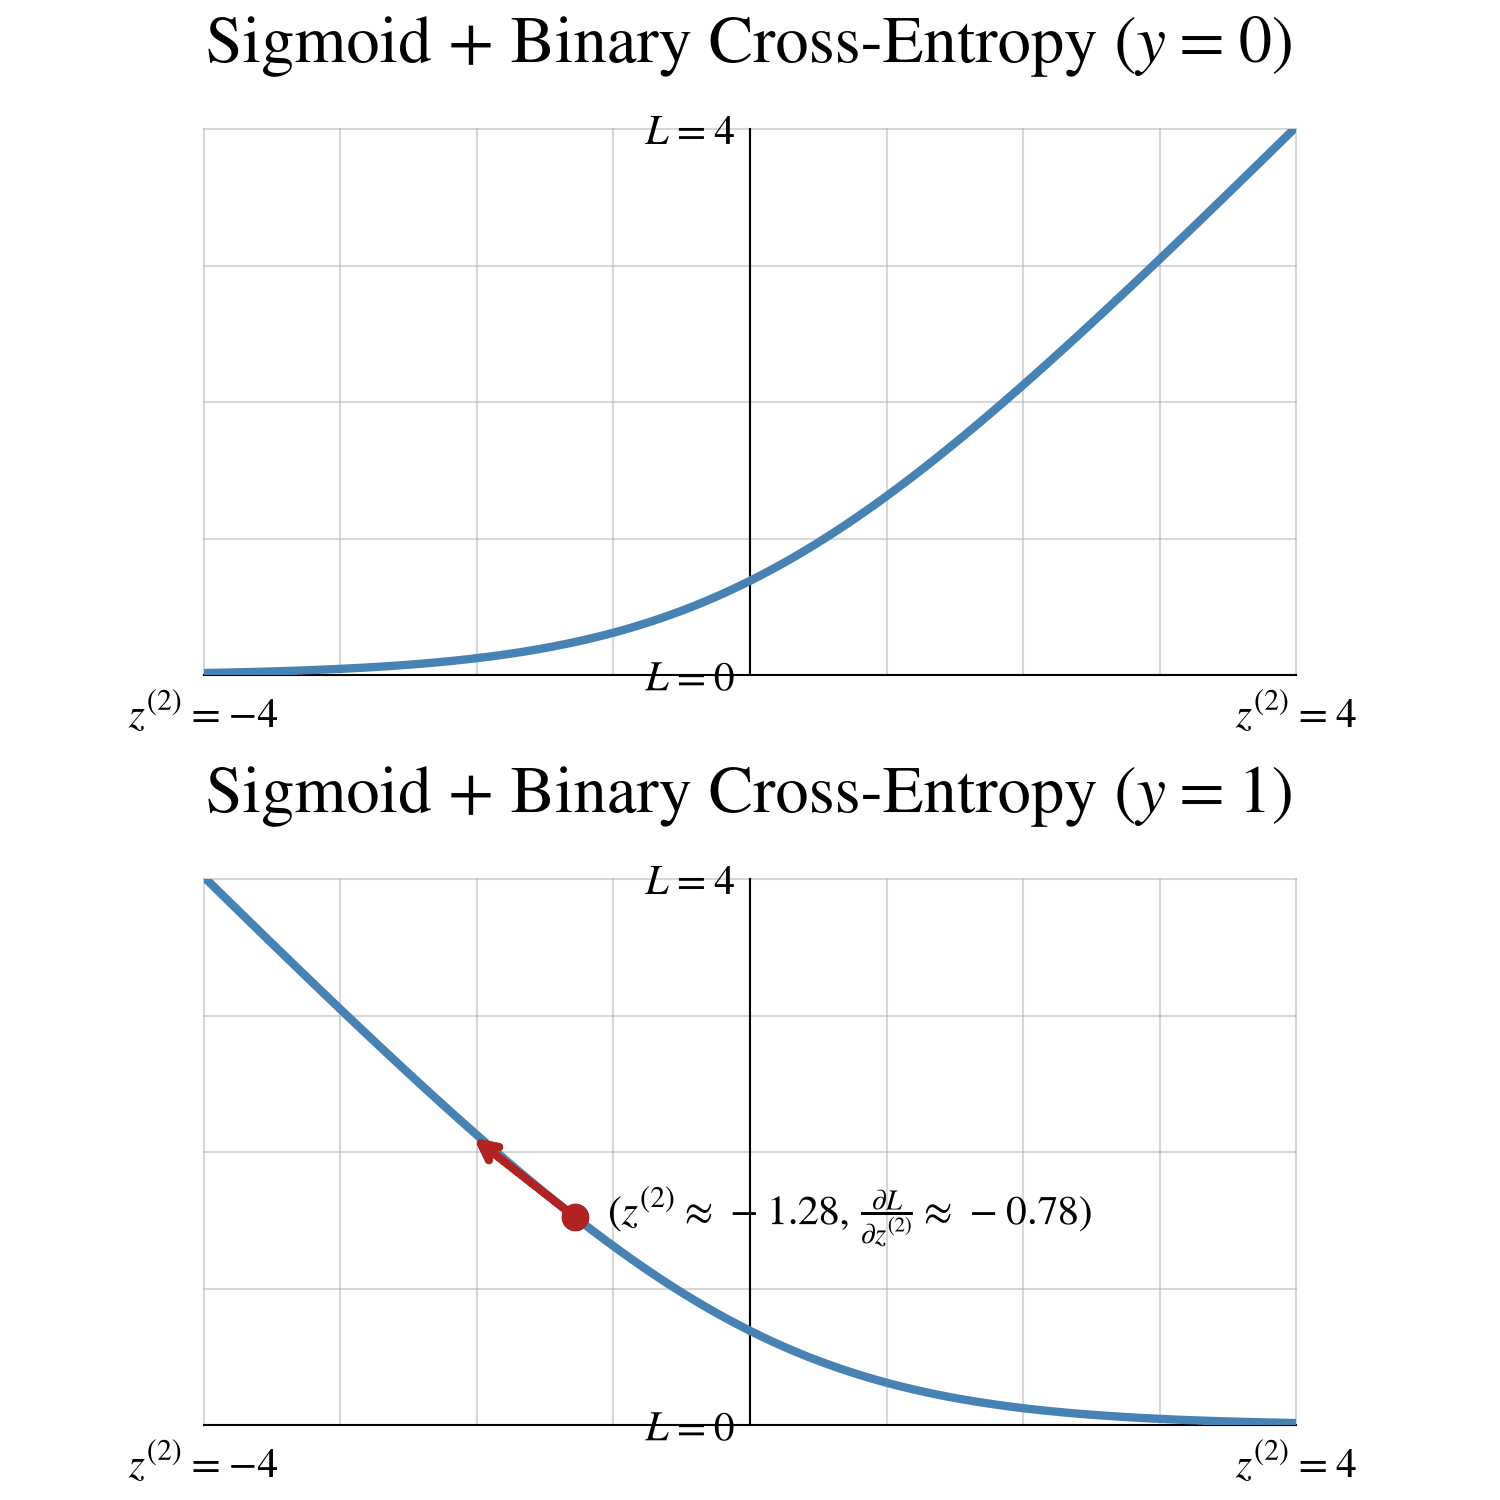 Sigmoid + Binary Cross-Entropy (y = 0)
L = 4
L = 0
z^(2) = −4
z^(2) = 4
Sigmoid + Binary Cross-Entropy (y = 1)
L = 4
(z^(2) ≈ − 1.28, ∂L/∂z^(2) ≈ − 0.78)
L = 0
z^(2) = −4
z^(2) = 4